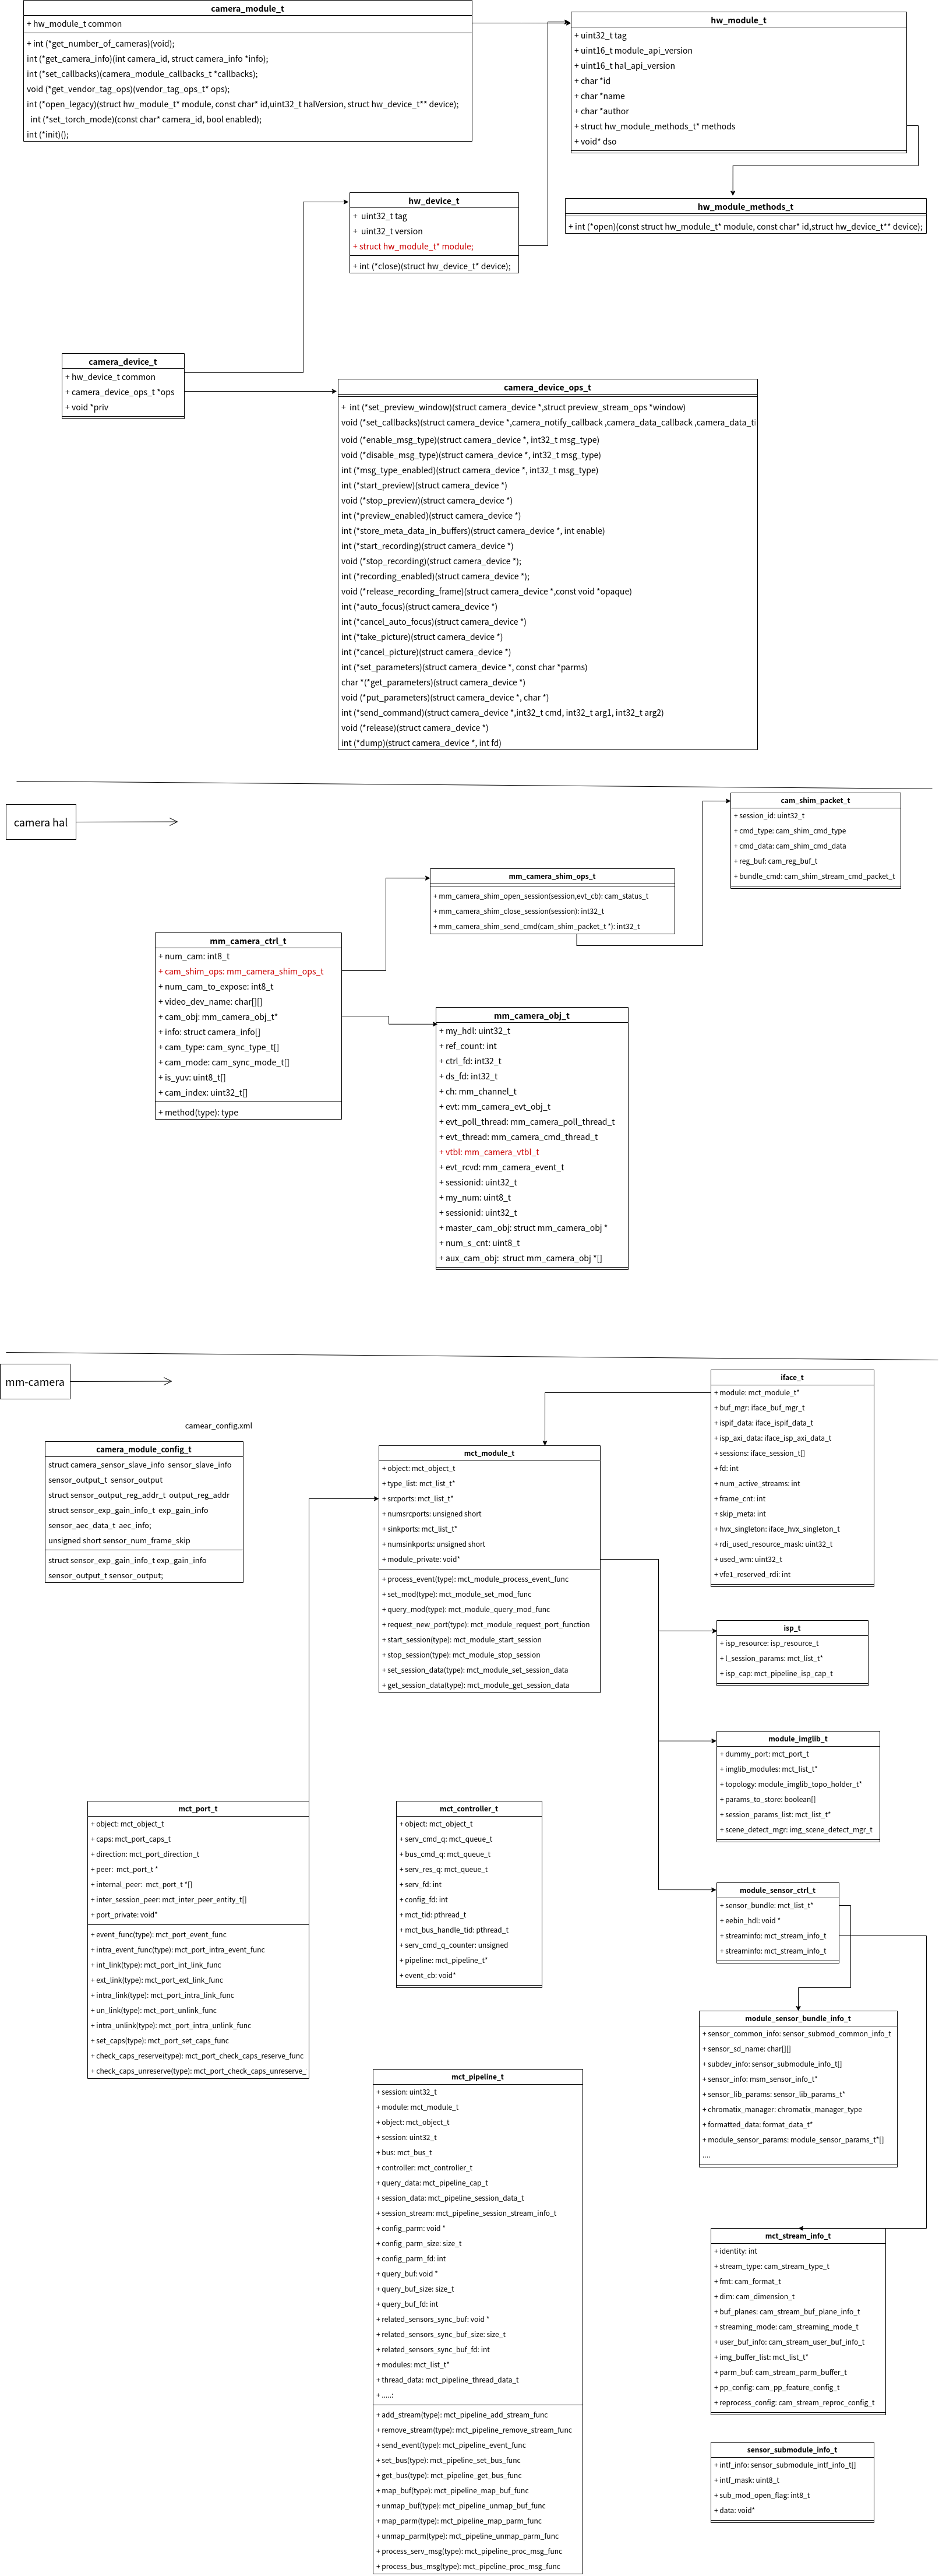 camera_module_t
+ hw_module_t common
+ int (*get_number_of_cameras)(void);
int (*get_camera_info)(int camera_id, struct camera_info *info);
int (*set_callbacks)(camera_module_callbacks_t *callbacks);
void (*get_vendor_tag_ops)(vendor_tag_ops_t* ops);
int (*open_legacy)(struct hw_module_t* module, const char* id,uint32_t halVersion, struct hw_device_t** device);
int (*set_torch_mode)(const char* camera_id, bool enabled);
int (*init)();
hw_module_t
+ uint32_t tag
+ uint16_t module_api_version
+ uint16_t hal_api_version
+ char *id
+ char *name
+ char *author
+ struct hw_module_methods_t* methods
+ void* dso
hw_module_methods_t
+ int (*open)(const struct hw_module_t* module, const char* id,struct hw_device_t** device);
hw_device_t
+ uint32_t tag
+ uint32_t version
+ struct hw_module_t* module;
+ int (*close)(struct hw_device_t* device);
camera_device_t
+ hw_device_t common
+ camera_device_ops_t *ops
+ void *priv
camera_device_ops_t
+ int (*set_preview_window)(struct camera_device *,struct preview_stream_ops *window)
void (*set_callbacks)(struct camera_device *,camera_notify_callback ,camera_data_callback ,camera_data_ti
void (*enable_msg_type)(struct camera_device *, int32_t msg_type)
void (*disable_msg_type)(struct camera_device *, int32_t msg_type)
int (*msg_type_enabled)(struct camera_device *, int32_t msg_type)
int (*start_preview)(struct camera_device *)
void (*stop_preview)(struct camera_device *)
int (*preview_enabled)(struct camera_device *)
int (*store_meta_data_in_buffers)(struct camera_device *, int enable)
int (*start_recording)(struct camera_device *)
void (*stop_recording)(struct camera_device *);
int (*recording_enabled)(struct camera_device *);
void (*release_recording_frame)(struct camera_device *,const void *opaque)
int (*auto_focus)(struct camera_device *)
int (*cancel_auto_focus)(struct camera_device *)
int (*take_picture)(struct camera_device *)
int (*cancel_picture)(struct camera_device *)
int (*set_parameters)(struct camera_device *, const char *parms)
char *(*get_parameters)(struct camera_device *)
void (*put_parameters)(struct camera_device *, char *)
int (*send_command)(struct camera_device *,int32_t cmd, int32_t arg1, int32_t arg2)
void (*release)(struct camera_device *)
int (*dump)(struct camera_device *, int fd)
camera hal
cam_shim_packet_t
+ session_id: uint32_t
+ cmd_type: cam_shim_cmd_type
+ cmd_data: cam_shim_cmd_data
+ reg_buf: cam_reg_buf_t
+ bundle_cmd: cam_shim_stream_cmd_packet_t
mm_camera_shim_ops_t
+ mm_camera_shim_open_session(session,evt_cb): cam_status_t
+ mm_camera_shim_close_session(session): int32_t
+ mm_camera_shim_send_cmd(cam_shim_packet_t *): int32_t
mm_camera_ctrl_t
+ num_cam: int8_t
+ cam_shim_ops: mm_camera_shim_ops_t
+ num_cam_to_expose: int8_t
+ video_dev_name: char[][]
+ cam_obj: mm_camera_obj_t*
+ info: struct camera_info[]
+ cam_type: cam_sync_type_t[]
+ cam_mode: cam_sync_mode_t[]
+ is_yuv: uint8_t[]
+ cam_index: uint32_t[]
+ method(type): type
mm_camera_obj_t
+ my_hdl: uint32_t
+ ref_count: int
+ ctrl_fd: int32_t
+ ds_fd: int32_t
+ ch: mm_channel_t
+ evt: mm_camera_evt_obj_t
+ evt_poll_thread: mm_camera_poll_thread_t
+ evt_thread: mm_camera_cmd_thread_t
+ vtbl: mm_camera_vtbl_t
+ evt_rcvd: mm_camera_event_t
+ sessionid: uint32_t
+ my_num: uint8_t
+ sessionid: uint32_t
+ master_cam_obj: struct mm_camera_obj *
+ num_s_cnt: uint8_t
+ aux_cam_obj: struct mm_camera_obj *[]
mm-camera
camear_config.xml
camera_module_config_t
struct camera_sensor_slave_info sensor_slave_info
sensor_output_t sensor_output
struct sensor_output_reg_addr_t output_reg_addr
struct sensor_exp_gain_info_t exp_gain_info
sensor_aec_data_t aec_info;
unsigned short sensor_num_frame_skip
struct sensor_exp_gain_info_t exp_gain_info
sensor_output_t sensor_output;
mct_module_t
+ object: mct_object_t
+ type_list: mct_list_t*
+ srcports: mct_list_t*
+ numsrcports: unsigned short
+ sinkports: mct_list_t*
+ numsinkports: unsigned short
+ module_private: void*
+ process_event(type): mct_module_process_event_func
+ set_mod(type): mct_module_set_mod_func
+ query_mod(type): mct_module_query_mod_func
+ request_new_port(type): mct_module_request_port_function
+ start_session(type): mct_module_start_session
+ stop_session(type): mct_module_stop_session
+ set_session_data(type): mct_module_set_session_data
+ get_session_data(type): mct_module_get_session_data
iface_t
+ module: mct_module_t*
+ buf_mgr: iface_buf_mgr_t
+ ispif_data: iface_ispif_data_t
+ isp_axi_data: iface_isp_axi_data_t
+ sessions: iface_session_t[]
+ fd: int
+ num_active_streams: int
+ frame_cnt: int
+ skip_meta: int
+ hvx_singleton: iface_hvx_singleton_t
+ rdi_used_resource_mask: uint32_t
+ used_wm: uint32_t
+ vfe1_reserved_rdi: int
isp_t
+ isp_resource: isp_resource_t
+ l_session_params: mct_list_t*
+ isp_cap: mct_pipeline_isp_cap_t
module_imglib_t
+ dummy_port: mct_port_t
+ imglib_modules: mct_list_t*
+ topology: module_imglib_topo_holder_t*
+ params_to_store: boolean[]
+ session_params_list: mct_list_t*
+ scene_detect_mgr: img_scene_detect_mgr_t
mct_port_t
+ object: mct_object_t
+ caps: mct_port_caps_t
+ direction: mct_port_direction_t
+ peer: mct_port_t *
+ internal_peer: mct_port_t *[]
+ inter_session_peer: mct_inter_peer_entity_t[]
+ port_private: void*
+ event_func(type): mct_port_event_func
+ intra_event_func(type): mct_port_intra_event_func
+ int_link(type): mct_port_int_link_func
+ ext_link(type): mct_port_ext_link_func
+ intra_link(type): mct_port_intra_link_func
+ un_link(type): mct_port_unlink_func
+ intra_unlink(type): mct_port_intra_unlink_func
+ set_caps(type): mct_port_set_caps_func
+ check_caps_reserve(type): mct_port_check_caps_reserve_func
+ check_caps_unreserve(type): mct_port_check_caps_unreserve_
mct_controller_t
+ object: mct_object_t
+ serv_cmd_q: mct_queue_t
+ bus_cmd_q: mct_queue_t
+ serv_res_q: mct_queue_t
+ serv_fd: int
+ config_fd: int
+ mct_tid: pthread_t
+ mct_bus_handle_tid: pthread_t
+ serv_cmd_q_counter: unsigned
+ pipeline: mct_pipeline_t*
+ event_cb: void*
module_sensor_ctrl_t
+ sensor_bundle: mct_list_t*
+ eebin_hdl: void *
+ streaminfo: mct_stream_info_t
+ streaminfo: mct_stream_info_t
module_sensor_bundle_info_t
+ sensor_common_info: sensor_submod_common_info_t
+ sensor_sd_name: char[][]
+ subdev_info: sensor_submodule_info_t[]
+ sensor_info: msm_sensor_info_t*
+ sensor_lib_params: sensor_lib_params_t*
+ chromatix_manager: chromatix_manager_type
+ formatted_data: format_data_t*
+ module_sensor_params: module_sensor_params_t*[]
....
mct_pipeline_t
+ session: uint32_t
+ module: mct_module_t
+ object: mct_object_t
+ session: uint32_t
+ bus: mct_bus_t
+ controller: mct_controller_t
+ query_data: mct_pipeline_cap_t
+ session_data: mct_pipeline_session_data_t
+ session_stream: mct_pipeline_session_stream_info_t
+ config_parm: void *
+ config_parm_size: size_t
+ config_parm_fd: int
+ query_buf: void *
+ query_buf_size: size_t
+ query_buf_fd: int
+ related_sensors_sync_buf: void *
+ related_sensors_sync_buf_size: size_t
+ related_sensors_sync_buf_fd: int
+ modules: mct_list_t*
+ thread_data: mct_pipeline_thread_data_t
+ .....:
+ add_stream(type): mct_pipeline_add_stream_func
+ remove_stream(type): mct_pipeline_remove_stream_func
+ send_event(type): mct_pipeline_event_func
+ set_bus(type): mct_pipeline_set_bus_func
+ get_bus(type): mct_pipeline_get_bus_func
+ map_buf(type): mct_pipeline_map_buf_func
+ unmap_buf(type): mct_pipeline_unmap_buf_func
+ map_parm(type): mct_pipeline_map_parm_func
+ unmap_parm(type): mct_pipeline_unmap_parm_func
+ process_serv_msg(type): mct_pipeline_proc_msg_func
+ process_bus_msg(type): mct_pipeline_proc_msg_func
mct_stream_info_t
+ identity: int
+ stream_type: cam_stream_type_t
+ fmt: cam_format_t
+ dim: cam_dimension_t
+ buf_planes: cam_stream_buf_plane_info_t
+ streaming_mode: cam_streaming_mode_t
+ user_buf_info: cam_stream_user_buf_info_t
+ img_buffer_list: mct_list_t*
+ parm_buf: cam_stream_parm_buffer_t
+ pp_config: cam_pp_feature_config_t
+ reprocess_config: cam_stream_reproc_config_t
sensor_submodule_info_t
+ intf_info: sensor_submodule_intf_info_t[]
+ intf_mask: uint8_t
+ sub_mod_open_flag: int8_t
+ data: void*